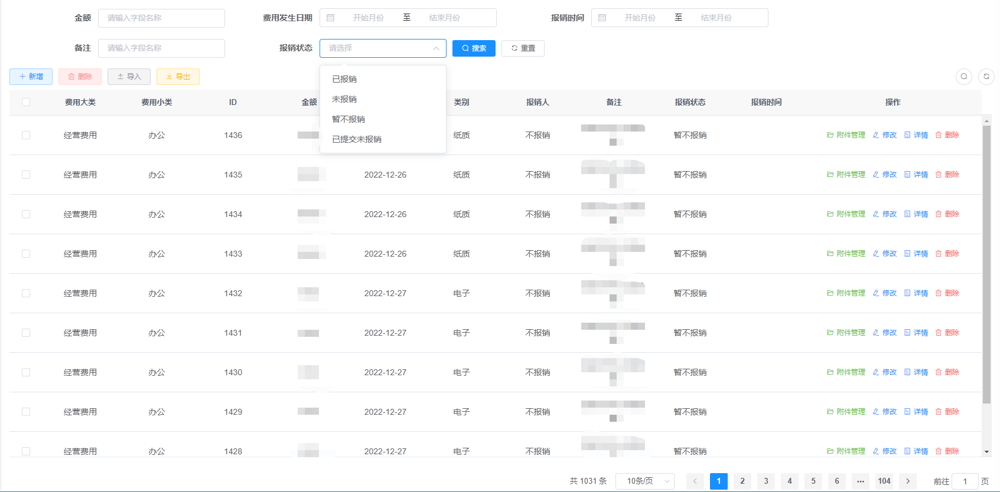 金额 请输入字段名称 费用发生日期 开始月份 至 结束月份 报销时间 开始月份 至 结束月份
备注 请输入字段名称 报销状态 请选择 搜索 重置
新增 删除 导入 导出
已报销
未报销
暂不报销
已提交未报销
费用大类 费用小类 ID 金额 类别 报销人 备注 报销状态 报销时间 操作
经营费用 办公 1436 纸质 不报销 暂不报销 附件管理 修改 详情 删除
经营费用 办公 1435 2022-12-26 纸质 不报销 暂不报销 附件管理 修改 详情 删除
经营费用 办公 1434 2022-12-26 纸质 不报销 暂不报销 附件管理 修改 详情 删除
经营费用 办公 1433 2022-12-26 纸质 不报销 暂不报销 附件管理 修改 详情 删除
经营费用 办公 1432 2022-12-27 电子 不报销 暂不报销 附件管理 修改 详情 删除
经营费用 办公 1431 2022-12-27 电子 不报销 暂不报销 附件管理 修改 详情 删除
经营费用 办公 1430 2022-12-27 电子 不报销 暂不报销 附件管理 修改 详情 删除
经营费用 办公 1429 2022-12-27 电子 不报销 暂不报销 附件管理 修改 详情 删除
经营费用 办公 1428 2022-12-27 电子 不报销 暂不报销 附件管理 修改 详情 删除
共 1031 条 10条/页 1 2 3 4 5 6 ••• 104 前往 1 页